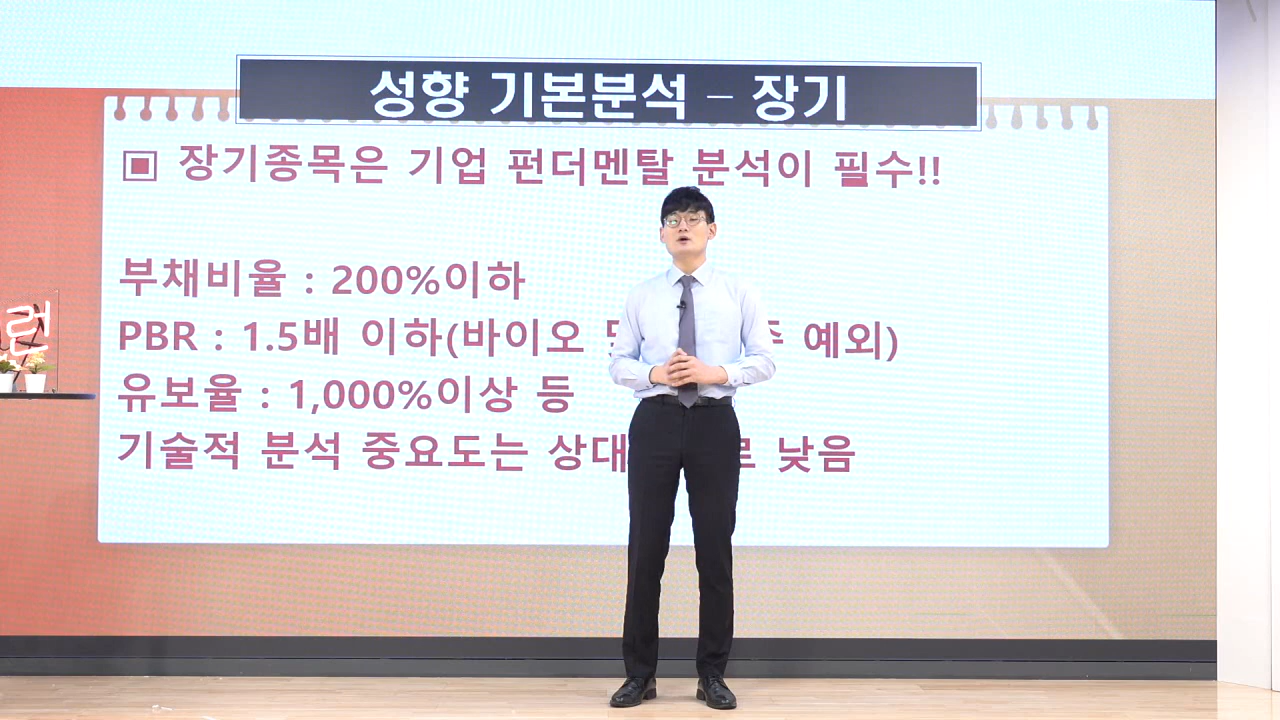 성향 기본분석 – 장기
▣ 장기종목은 기업 펀더멘탈 분석이 필수!!
부채비율 : 200%이하
PBR : 1.5배 이하(바이오 예외)
유보율 : 1,000%이상 등
기술적 분석 중요도는 낮음